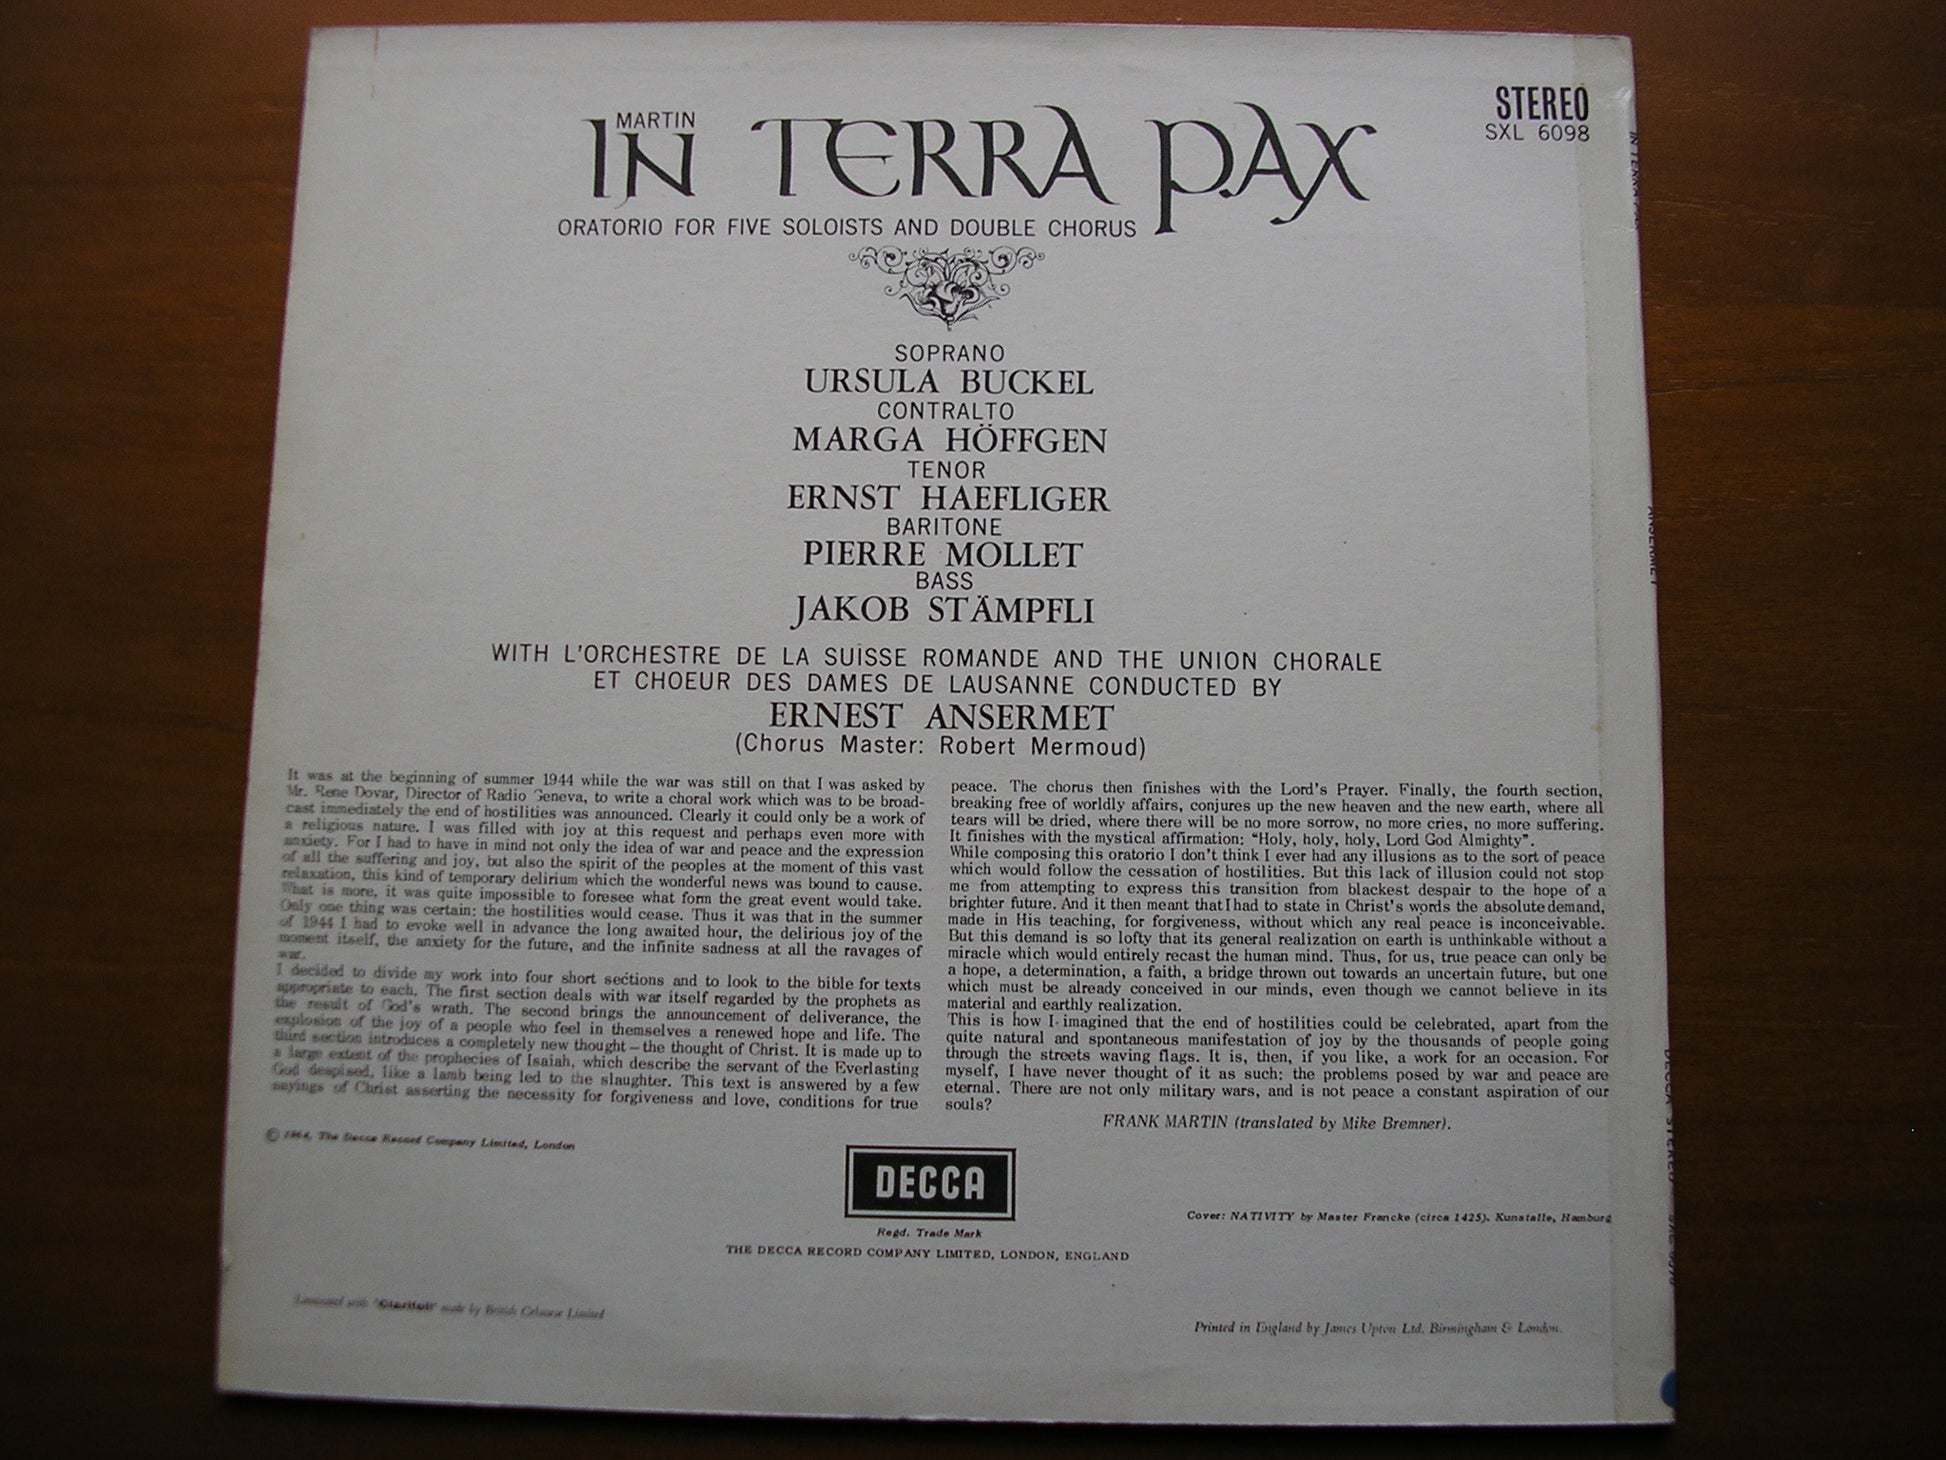 STEREO
SXL 6098
MARTIN
IN TERRA PAX
ORATORIO FOR FIVE SOLOISTS AND DOUBLE CHORUS
SOPRANO
URSULA BUCKEL
CONTRALTO
MARGA HÖFFGEN
TENOR
ERNST HAEFLIGER
BARITONE
PIERRE MOLLET
BASS
JAKOB STÄMPFLI
WITH L'ORCHESTRE DE LA SUISSE ROMANDE AND THE UNION CHORALE
ET CHOEUR DES DAMES DE LAUSANNE CONDUCTED BY
ERNEST ANSERMET
(Chorus Master: Robert Mermoud)
It was at the beginning of summer 1944 while the war was still on that I was asked by
Mr. Rene Dovar, Director of Radio Geneva, to write a choral work which was to be broad-
cast immediately the end of hostilities was announced. Clearly it could only be a work of
a religious nature. I was filled with joy at this request and perhaps even more with
anxiety. For I had to have in mind not only the idea of war and peace and the expression
of all the suffering and joy, but also the spirit of the peoples at the moment of this vast
relaxation, this kind of temporary delirium which the wonderful news was bound to cause.
What is more, it was quite impossible to foresee what form the great event would take.
Only one thing was certain: the hostilities would cease. Thus it was that in the summer
of 1944 I had to evoke well in advance the long awaited hour, the delirious joy of the
moment itself, the anxiety for the future, and the infinite sadness at all the ravages of
war.
I decided to divide my work into four short sections and to look to the bible for texts
appropriate to each. The first section deals with war itself regarded by the prophets as
the result of God's wrath. The second brings the announcement of deliverance, the
explosion of the joy of a people who feel in themselves a renewed hope and life. The
third section introduces a completely new thought – the thought of Christ. It is made up to
a large extent of the prophecies of Isaiah, which describe the servant of the Everlasting
God despised, like a lamb being led to the slaughter. This text is answered by a few
sayings of Christ asserting the necessity for forgiveness and love, conditions for true
peace. The chorus then finishes with the Lord's Prayer. Finally, the fourth section,
breaking free of worldly affairs, conjures up the new heaven and the new earth, where all
tears will be dried, where there will be no more sorrow, no more cries, no more suffering.
It finishes with the mystical affirmation: “Holy, holy, holy, Lord God Almighty”.
While composing this oratorio I don't think I ever had any illusions as to the sort of peace
which would follow the cessation of hostilities. But this lack of illusion could not stop
me from attempting to express this transition from blackest despair to the hope of a
brighter future. And it then meant that I had to state in Christ's words the absolute demand,
made in His teaching, for forgiveness, without which any real peace is inconceivable.
But this demand is so lofty that its general realization on earth is unthinkable without a
miracle which would entirely recast the human mind. Thus, for us, true peace can only be
a hope, a determination, a faith, a bridge thrown out towards an uncertain future, but one
which must be already conceived in our minds, even though we cannot believe in its
material and earthly realization.
This is how I imagined that the end of hostilities could be celebrated, apart from the
quite natural and spontaneous manifestation of joy by the thousands of people going
through the streets waving flags. It is, then, if you like, a work for an occasion. For
myself, I have never thought of it as such: the problems posed by war and peace are
eternal. There are not only military wars, and is not peace a constant aspiration of our
souls?
FRANK MARTIN (translated by Mike Bremner).
© 1964, The Decca Record Company Limited, London
DECCA
Regd. Trade Mark
THE DECCA RECORD COMPANY LIMITED, LONDON, ENGLAND
Cover: NATIVITY by Master Francke (circa 1425). Kunstalle, Hamburg
Laminated with 'Clarifoil' made by British Celanese Limited
Printed in England by James Upton Ltd. Birmingham & London.
IN TERRA PAX
ANSERMET
DECCA STEREO